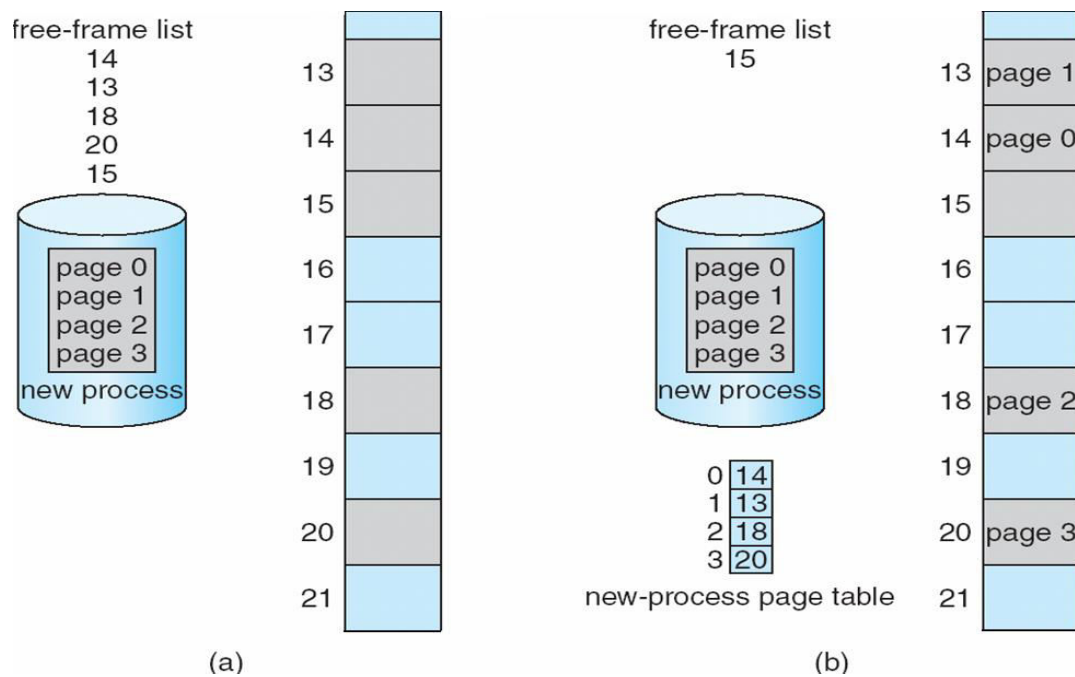 free-frame list
14
13
18
20
15
page 0
page 1
page 2
page 3
new process
13
14
15
16
17
18
19
20
21
(a)
free-frame list
15
page 0
page 1
page 2
page 3
new process
0 14
1 13
2 18
3 20
new-process page table
13 page 1
14 page 0
15
16
17
18 page 2
19
20 page 3
21
(b)